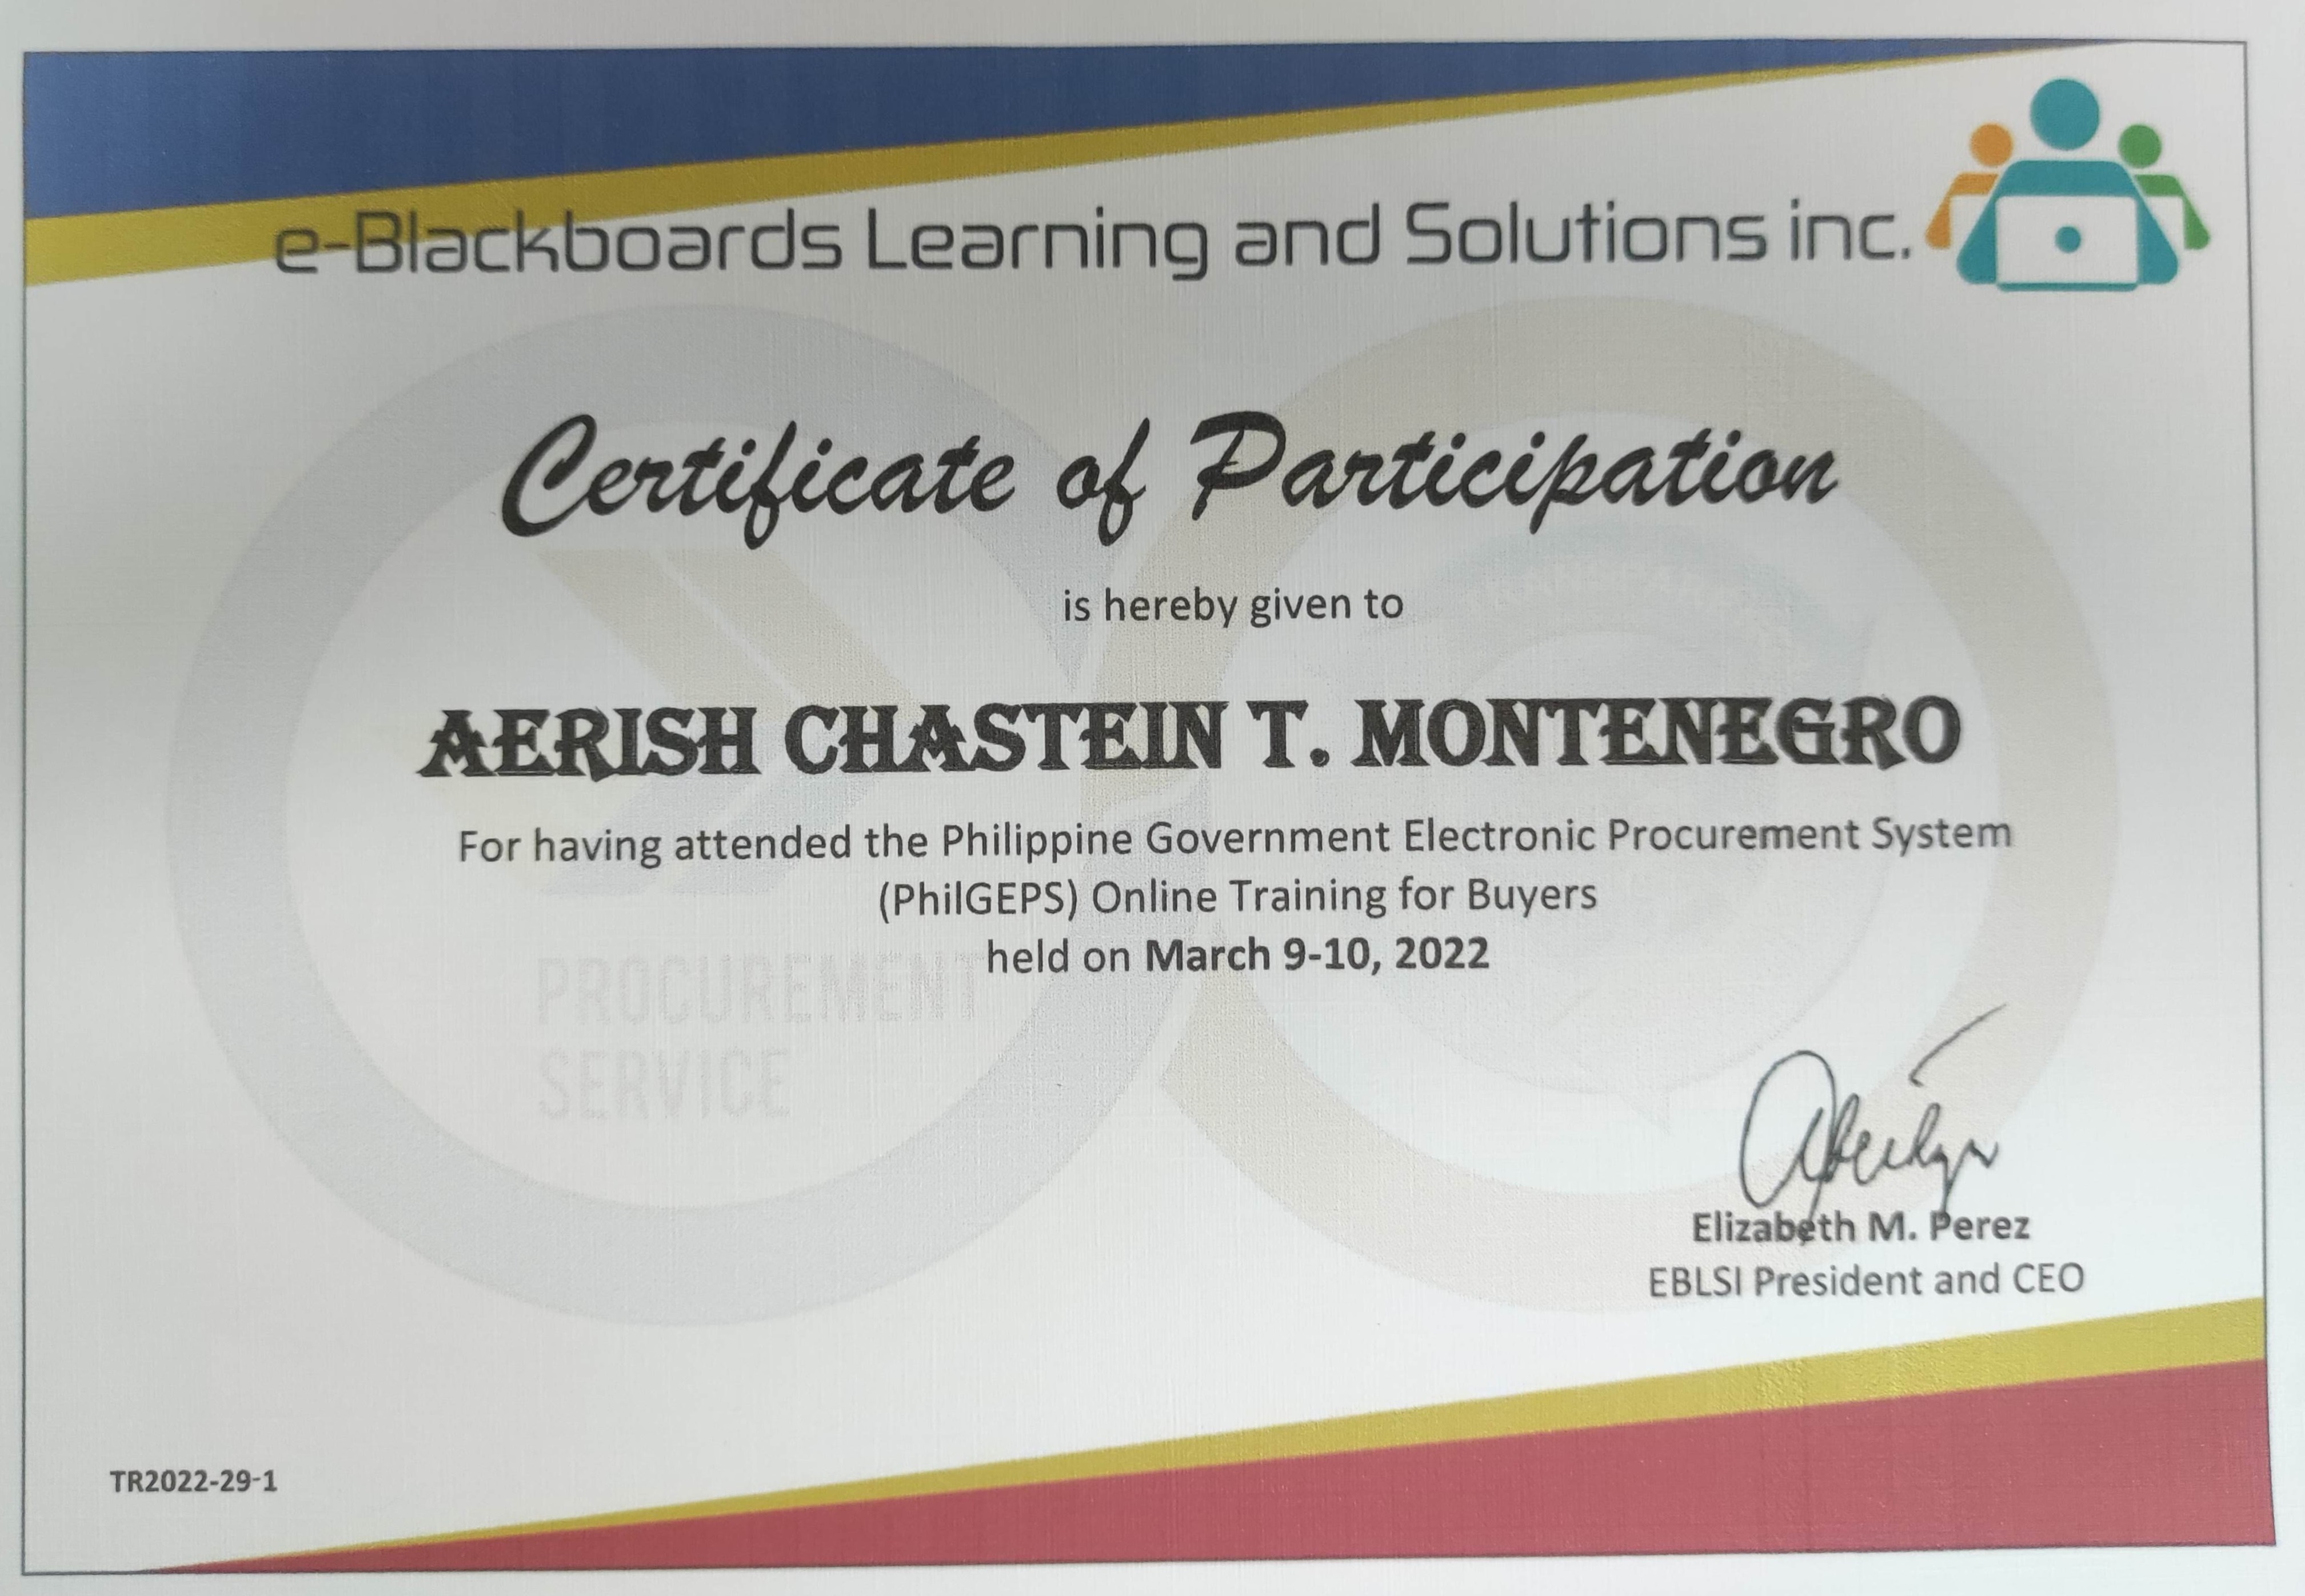 e-Blackboards Learning and Solutions inc.
Certificate of Participation
is hereby given to
AERISH CHASTEIN T. MONTENEGRO
For having attended the Philippine Government Electronic Procurement System
(PhilGEPS) Online Training for Buyers
held on March 9-10, 2022
PROCUREMENT
SERVICE
Elizabeth M. Perez
EBLSI President and CEO
TR2022-29-1